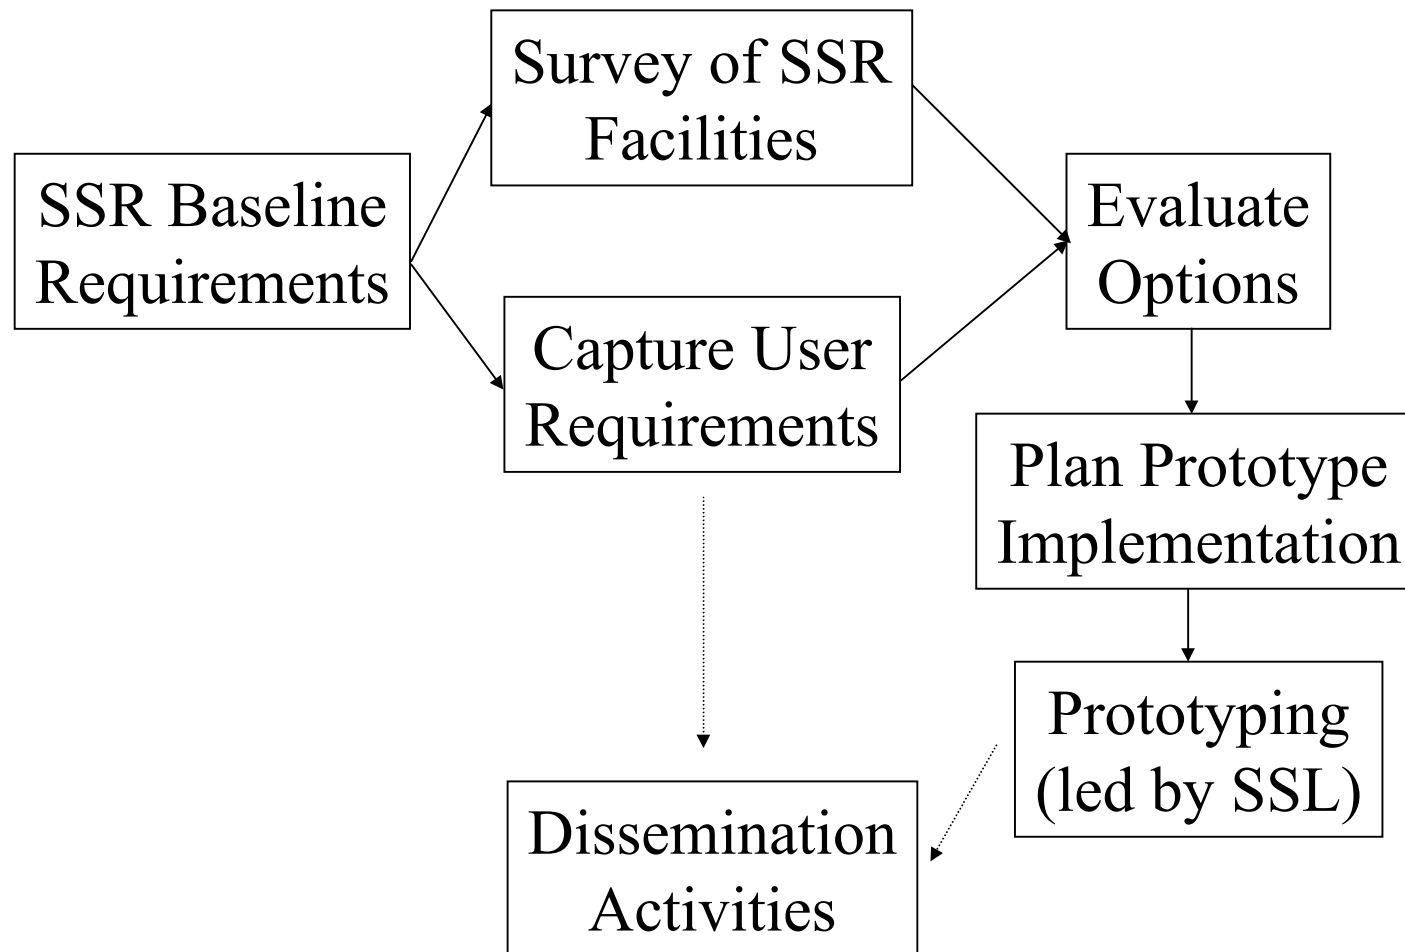 Survey of SSR
Facilities
SSR Baseline
Requirements
Evaluate
Options
Capture User
Requirements
Plan Prototype
Implementation
Prototyping
(led by SSL)
Dissemination
Activities